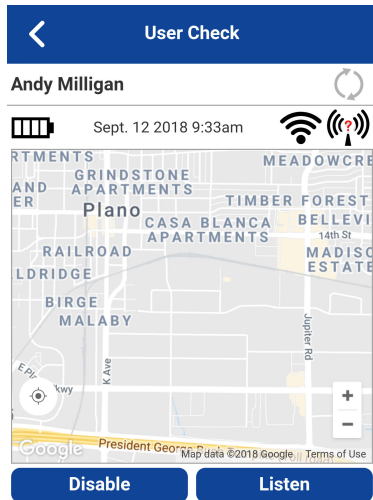 User Check
Andy Milligan
Sept. 12 2018 9:33am
?
RTMENTS
MEADOWCRE
GRINDSTONE
AND APARTMENTS
ER
TIMBER FOREST
Plano
CASA BLANCA
BELLEVI
APARTMENTS
14th St
RAILROAD
MADISO
LDRIDGE
ESTATE
BIRGE
MALABY
Jupiter Rd
K Ave
E Pl
kwy
+
−
Google
President George
Map data ©2018 Google
Terms of Use
Disable
Listen